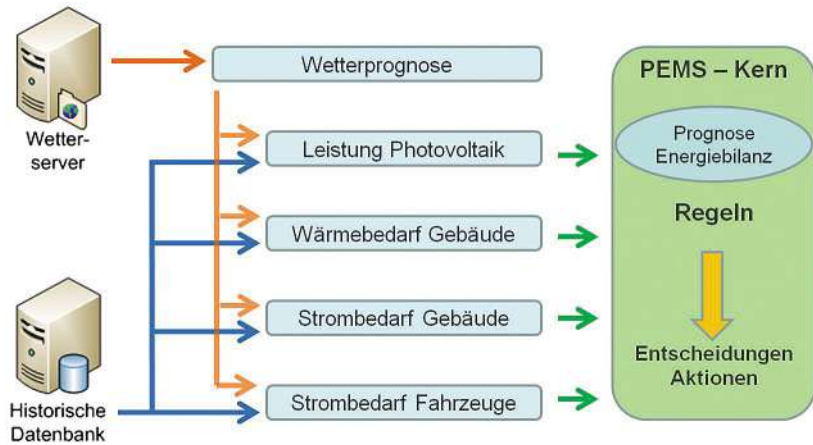 Wetter-
server
Historische
Datenbank
Wetterprognose
Leistung Photovoltaik
Wärmebedarf Gebäude
Strombedarf Gebäude
Strombedarf Fahrzeuge
PEMS – Kern
Prognose
Energiebilanz
Regeln
Entscheidungen
Aktionen